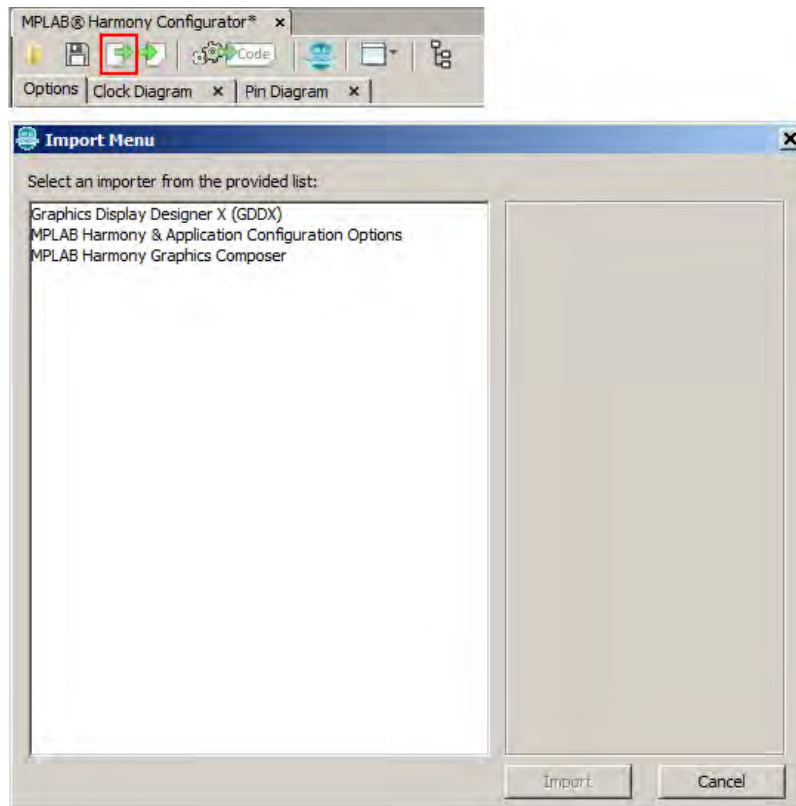 MPLAB® Harmony Configurator*
Code
Options Clock Diagram Pin Diagram
Import Menu
Select an importer from the provided list:
Graphics Display Designer X (GDDX)
MPLAB Harmony & Application Configuration Options
MPLAB Harmony Graphics Composer
Import Cancel